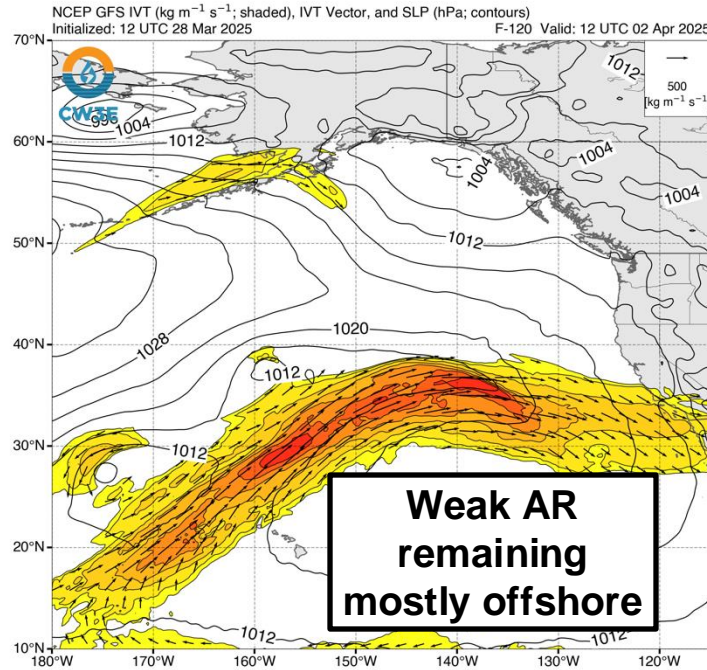 NCEP GFS IVT (kg m⁻¹ s⁻¹; shaded), IVT Vector, and SLP (hPa; contours)
Initialized: 12 UTC 28 Mar 2025 F-120 Valid: 12 UTC 02 Apr 2025
70°N
CW3E
996
1004
1012
1012
500
[kg m⁻¹ s⁻¹]
60°N
1012
1004
1004
1004
50°N
1012
40°N
1028
1020
1012
30°N
1012
20°N
Weak AR
remaining
mostly offshore
10°N
1012
1012
180°W
170°W
160°W
150°W
140°W
130°W
120°W